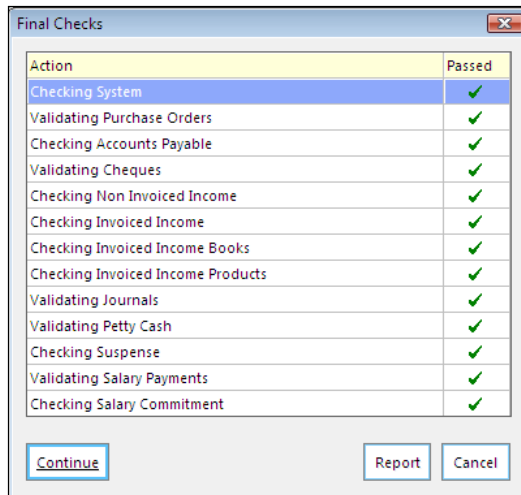 Final Checks
Action Passed
Checking System
Validating Purchase Orders
Checking Accounts Payable
Validating Cheques
Checking Non Invoiced Income
Checking Invoiced Income
Checking Invoiced Income Books
Checking Invoiced Income Products
Validating Journals
Validating Petty Cash
Checking Suspense
Validating Salary Payments
Checking Salary Commitment
Continue Report Cancel